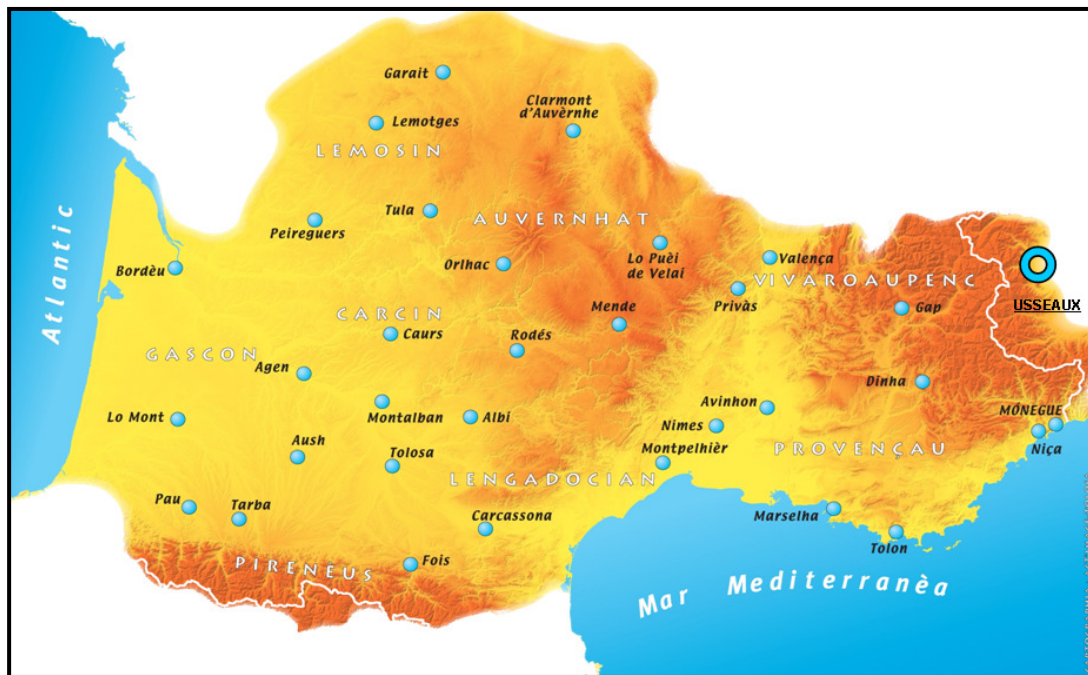 Garait
Clarmont
d'Auvèrnhe
Lemotges
LEMOSIN
Atlantic
Tula
AUVERNHAT
Peireguers
Bordèu
Orlhac
Lo Puèi
de Velai
Valença
VIVAROAUPENC
USSEAUX
Privàs
Gap
Mende
CARCIN
Caurs
Rodés
GASCON
Agen
Dinha
Lo Mont
Montalban
Albi
Avinhon
Nimes
MÓNEGUE
Niça
Aush
Tolosa
Montpelhièr
PROVENÇAU
LENGADOCIAN
Pau
Tarba
Carcassona
Marselha
Tolon
Fois
PIRENÈUS
Mar Mediterranèa